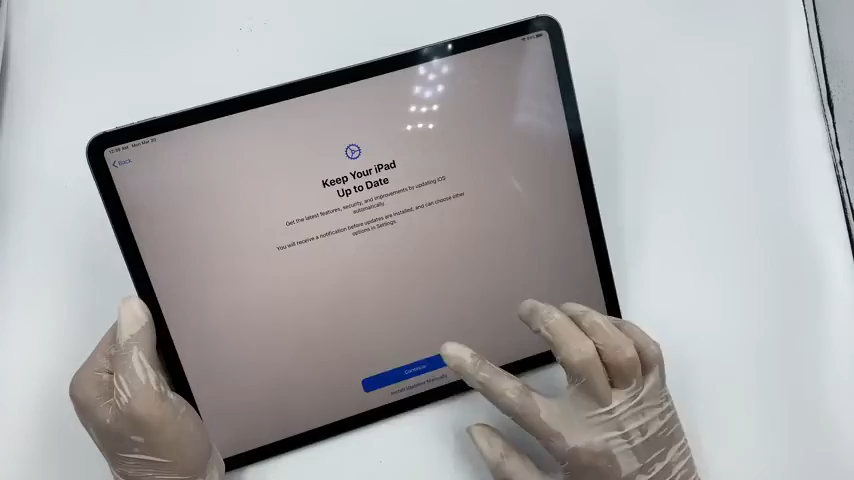 Back
Keep Your iPad
Up to Date
Get the latest features, security, and improvements by updating iOS
automatically.
You will receive a notification before updates are installed, and can choose other
options in Settings.
Continue
Install Updates Manually